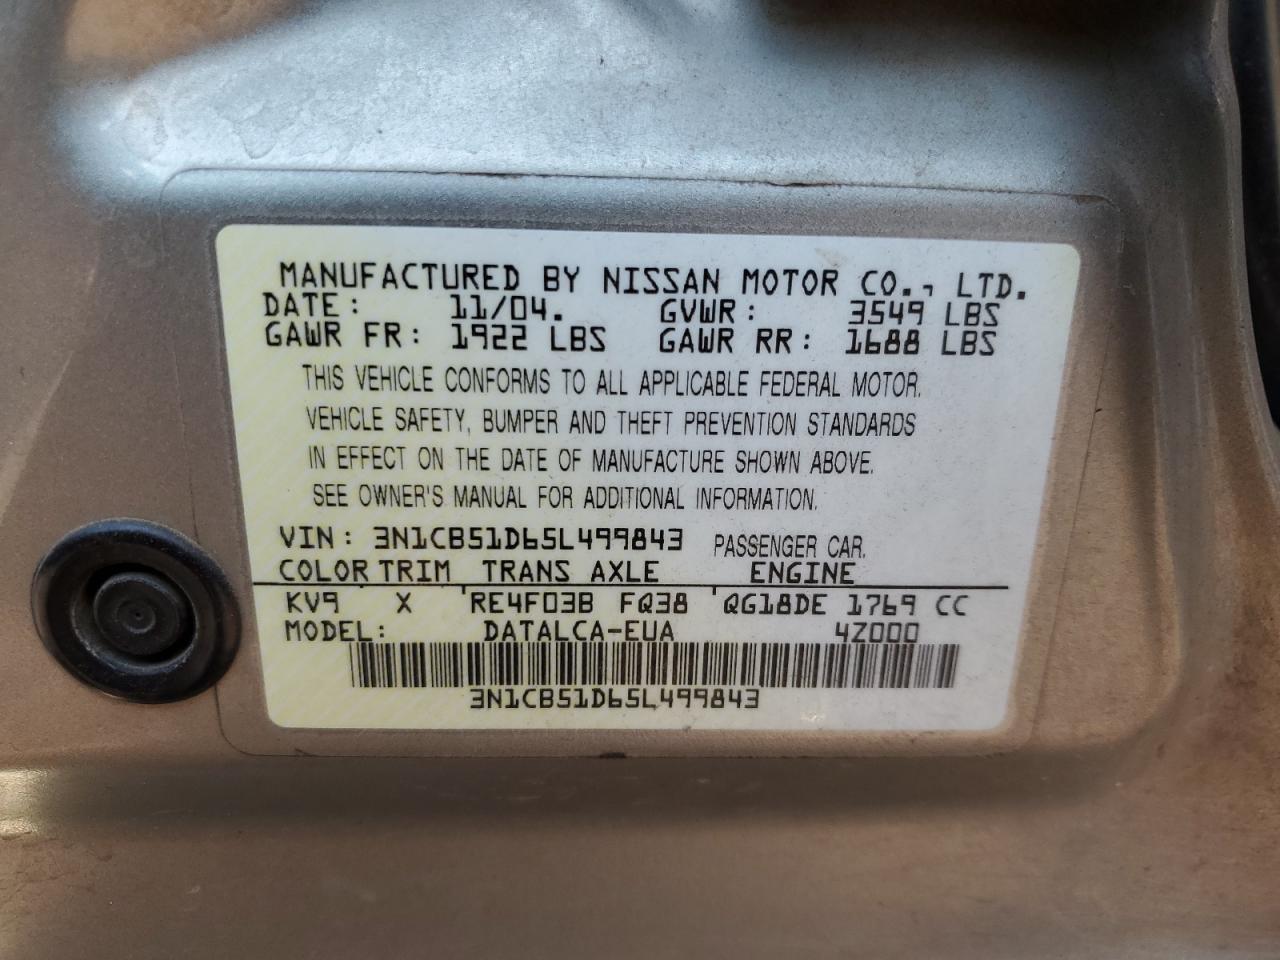 MANUFACTURED BY NISSAN MOTOR CO., LTD.
DATE: 11/04. GVWR: 3549 LBS
GAWR FR: 1922 LBS GAWR RR: 1688 LBS
THIS VEHICLE CONFORMS TO ALL APPLICABLE FEDERAL MOTOR.
VEHICLE SAFETY, BUMPER AND THEFT PREVENTION STANDARDS
IN EFFECT ON THE DATE OF MANUFACTURE SHOWN ABOVE.
SEE OWNER'S MANUAL FOR ADDITIONAL INFORMATION.
VIN: 3N1CB51D65L499843 PASSENGER CAR.
COLOR TRIM TRANS AXLE ENGINE
KV9 X RE4F03B FQ38 QG18DE 1769 CC
MODEL: DATALCA-EUA 4Z000
3N1CB51D65L499843